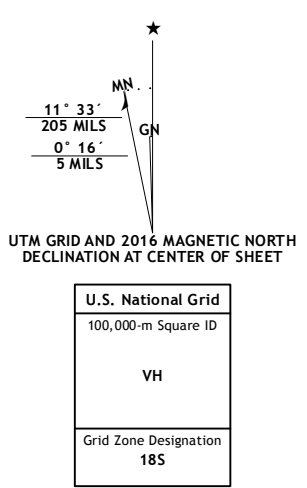 ★
MN
11° 33´
205 MILS
GN
0° 16´
5 MILS
UTM GRID AND 2016 MAGNETIC NORTH
DECLINATION AT CENTER OF SHEET
U.S. National Grid
100,000-m Square ID
VH
Grid Zone Designation
18S